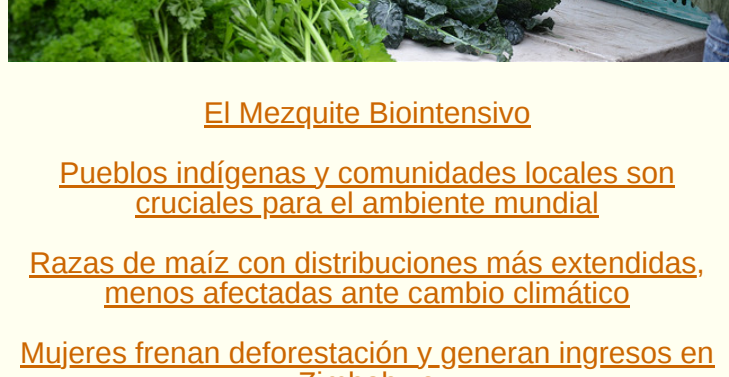 El Mezquite Biointensivo
Pueblos indígenas y comunidades locales son
cruciales para el ambiente mundial
Razas de maíz con distribuciones más extendidas,
menos afectadas ante cambio climático
Mujeres frenan deforestación y generan ingresos en